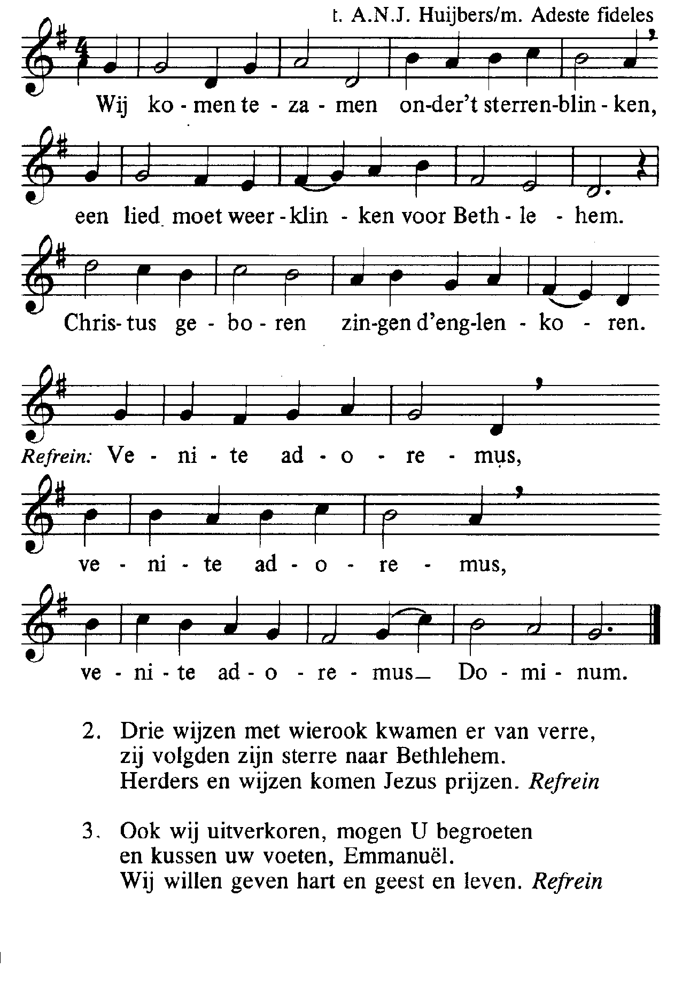 t. A.N.J. Huijbers/m. Adeste fideles
Wij ko - men te - za - men on-der't sterren-blin - ken,
een lied moet weer - klin - ken voor Beth - le - hem.
Chris- tus ge - bo - ren zin-gen d'eng-len - ko - ren.
Refrein: Ve - ni - te ad - o - re - mus,
ve - ni - te ad - o - re - mus,
ve - ni - te ad - o - re - mus_ Do - mi - num.
2. Drie wijzen met wierook kwamen er van verre,
zij volgden zijn sterre naar Bethlehem.
Herders en wijzen komen Jezus prijzen. Refrein
3. Ook wij uitverkoren, mogen U begroeten
en kussen uw voeten, Emmanuël.
Wij willen geven hart en geest en leven. Refrein